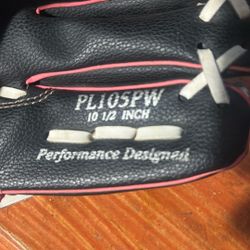 PL105PW
10 1/2 INCH
Performance Designed